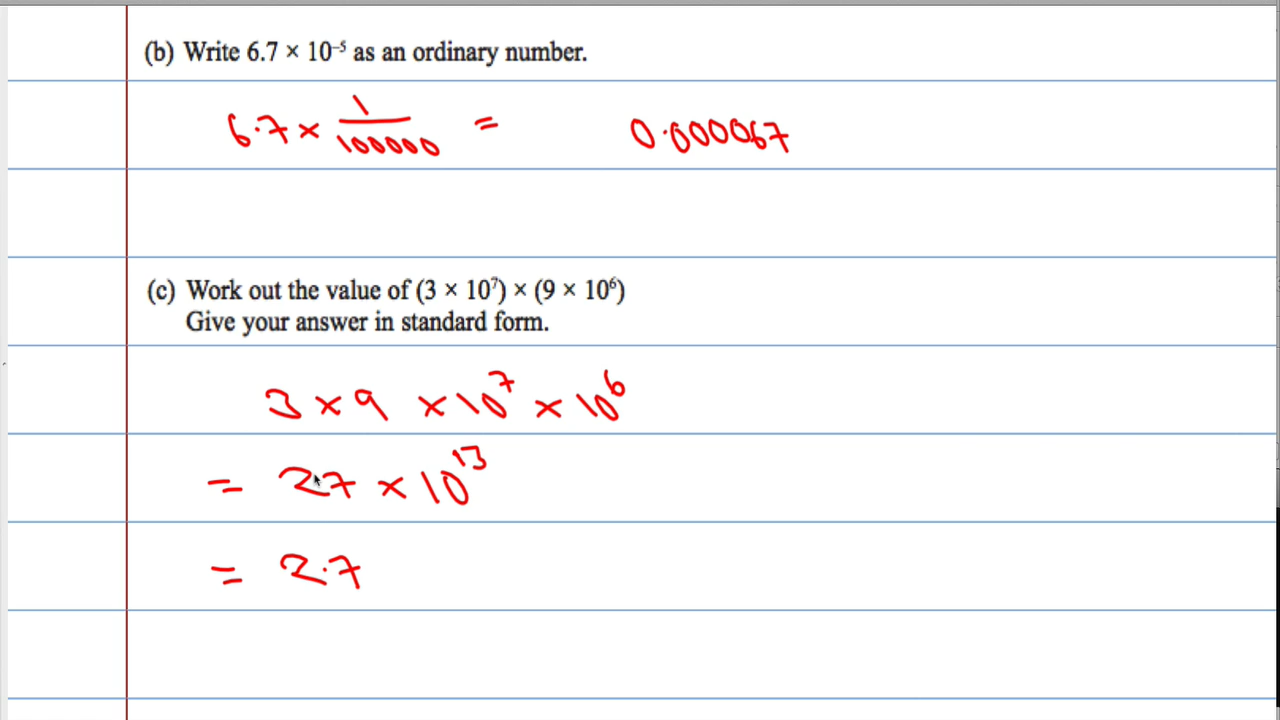 (b) Write 6.7 × 10⁻⁵ as an ordinary number.
6.7 × 1/100000 = 0.000067
(c) Work out the value of (3 × 10⁷) × (9 × 10⁶)
Give your answer in standard form.
3 × 9 × 10⁷ × 10⁶
= 27 × 10¹³
= 2.7